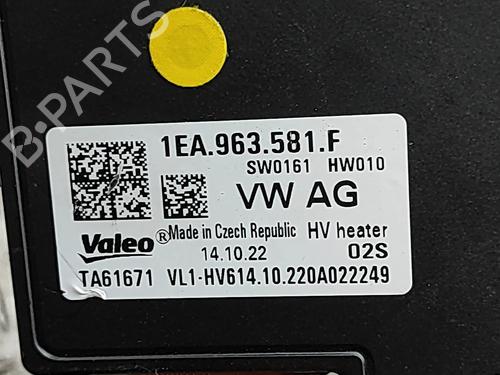 B-PARTS
1EA.963.581.F
SW0161 HW010
VW AG
Valeo® Made in Czech Republic HV heater
14.10.22 02S
TA61671 VL1-HV614.10.220A022249